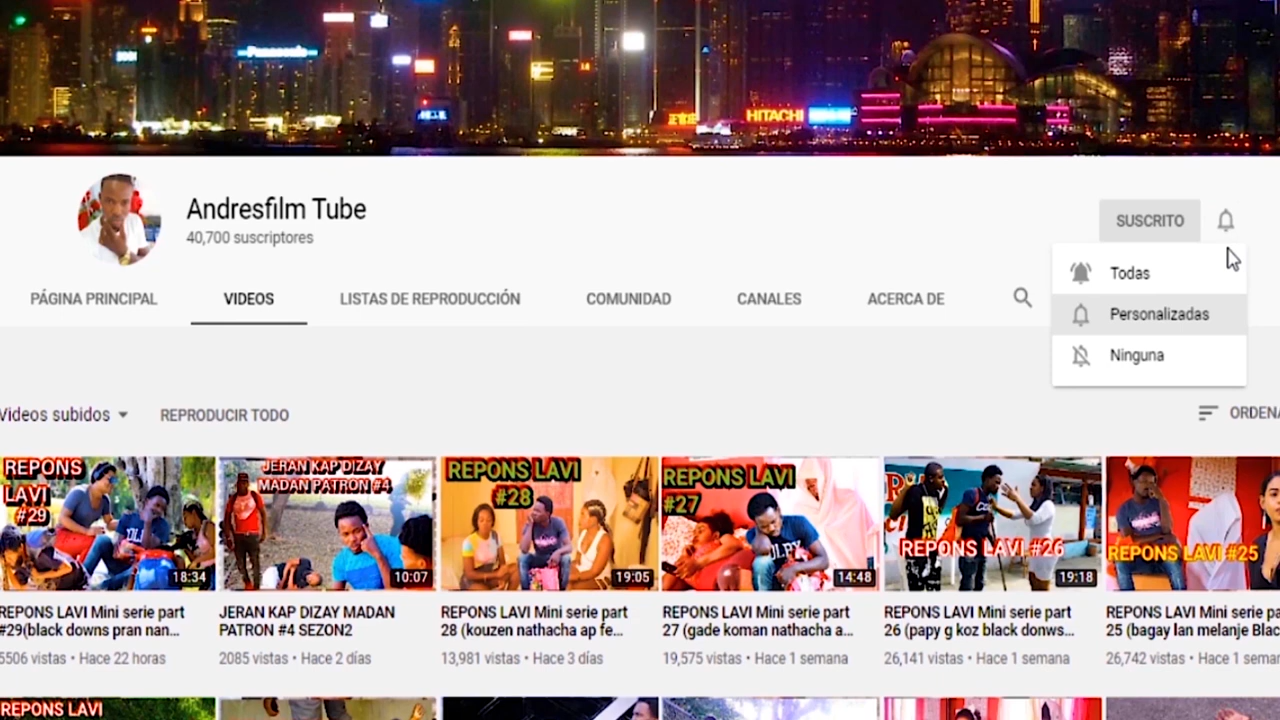 Panasonic
HITACHI
Andresfilm Tube
40,700 suscriptores
SUSCRITO
Todas
Personalizadas
Ninguna
PÁGINA PRINCIPAL
VIDEOS
LISTAS DE REPRODUCCIÓN
COMUNIDAD
CANALES
ACERCA DE
Videos subidos
REPRODUCIR TODO
ORDENA
REPONS
LAVI
#29
18:34
JERAN KAP DIZAY
MADAN PATRON #4
10:07
REPONS LAVI
#28
19:05
REPONS LAVI
#27
14:48
REPONS LAVI #26
19:18
REPONS LAVI #25
REPONS LAVI Mini serie part
#29(black downs pran nan...
5506 vistas • Hace 22 horas
JERAN KAP DIZAY MADAN
PATRON #4 SEZON2
2085 vistas • Hace 2 días
REPONS LAVI Mini serie part
28 (kouzen nathacha ap fe...
13,981 vistas • Hace 3 días
REPONS LAVI Mini serie part
27 (gade koman nathacha a...
19,575 vistas • Hace 1 semana
REPONS LAVI Mini serie part
26 (papy g koz black donws...
26,141 vistas • Hace 1 semana
REPONS LAVI Mini serie pa
25 (bagay lan melanje Blac
26,742 vistas • Hace 1 seman
REPONS LAVI